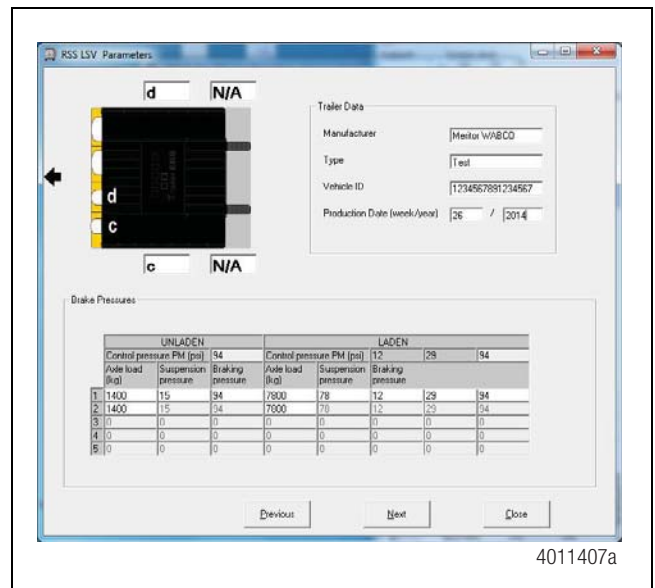 RSS LSV Parameters
d N/A
Trailer Data
Manufacturer Meritor WABCO
Type Test
Vehicle ID 1234567891234567
Production Date (week/year) 26 / 2014
d
c
c N/A
Brake Pressures
UNLADEN LADEN
Control pressure PM (psi) 94 Control pressure PM (psi) 12 29 94
Axle load Suspension Braking Axle load Suspension Braking
(kg) pressure pressure (kg) pressure pressure
1 1400 15 94 7800 78 12 29 94
2 1400 15 94 7800 78 12 29 94
3 0 0 0 0 0 0 0 0
4 0 0 0 0 0 0 0 0
5 0 0 0 0 0 0 0 0
Previous Next Close
4011407a